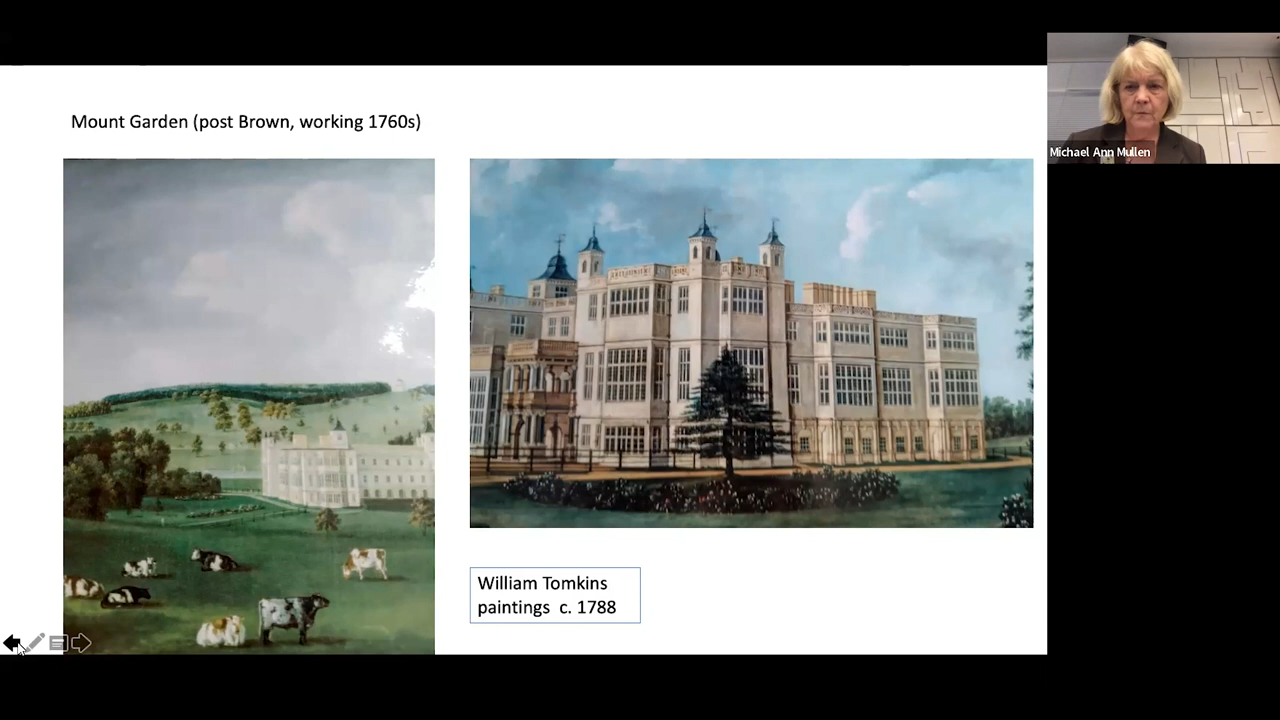 Mount Garden (post Brown, working 1760s)
Michael Ann Mullen
William Tomkins
paintings c. 1788